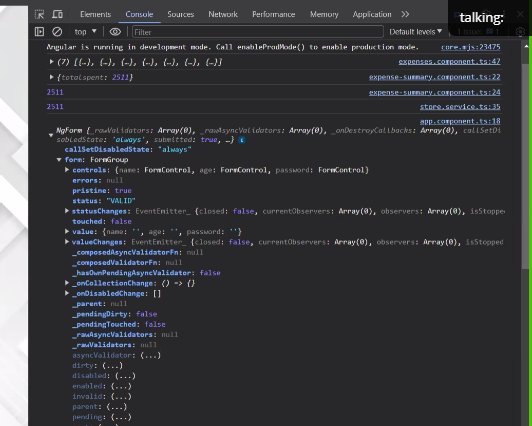 talking:
Elements Console Sources Network Performance Memory Application
top Filter Default levels
Angular is running in development mode. Call enableProdMode() to enable production mode. core.mjs:23475
(7) [{…}, {…}, {…}, {…}, {…}, {…}, {…}] expenses.component.ts:47
{totalspent: 2511} expense-summary.component.ts:22
2511 expense-summary.component.ts:24
2511 store.service.ts:35
app.component.ts:18
NgForm {_rawValidators: Array(0), _rawAsyncValidators: Array(0), _onDestroyCallbacks: Array(0), callSetDi
sabledState: 'always', submitted: true, …}
callSetDisabledState: "always"
form: FormGroup
controls: {name: FormControl, age: FormControl, password: FormControl}
errors: null
pristine: true
status: "VALID"
statusChanges: EventEmitter_ {closed: false, currentObservers: Array(0), observers: Array(0), isStoppe
touched: false
value: {name: '', age: '', password: ''}
valueChanges: EventEmitter_ {closed: false, currentObservers: Array(0), observers: Array(0), isStopped
_composedAsyncValidatorFn: null
_composedValidatorFn: null
_hasOwnPendingAsyncValidator: false
_onCollectionChange: () => {}
_onDisabledChange: []
_parent: null
_pendingDirty: false
_pendingTouched: false
_rawAsyncValidators: null
_rawValidators: null
asyncValidator: (...)
dirty: (...)
disabled: (...)
enabled: (...)
invalid: (...)
parent: (...)
pending: (...)